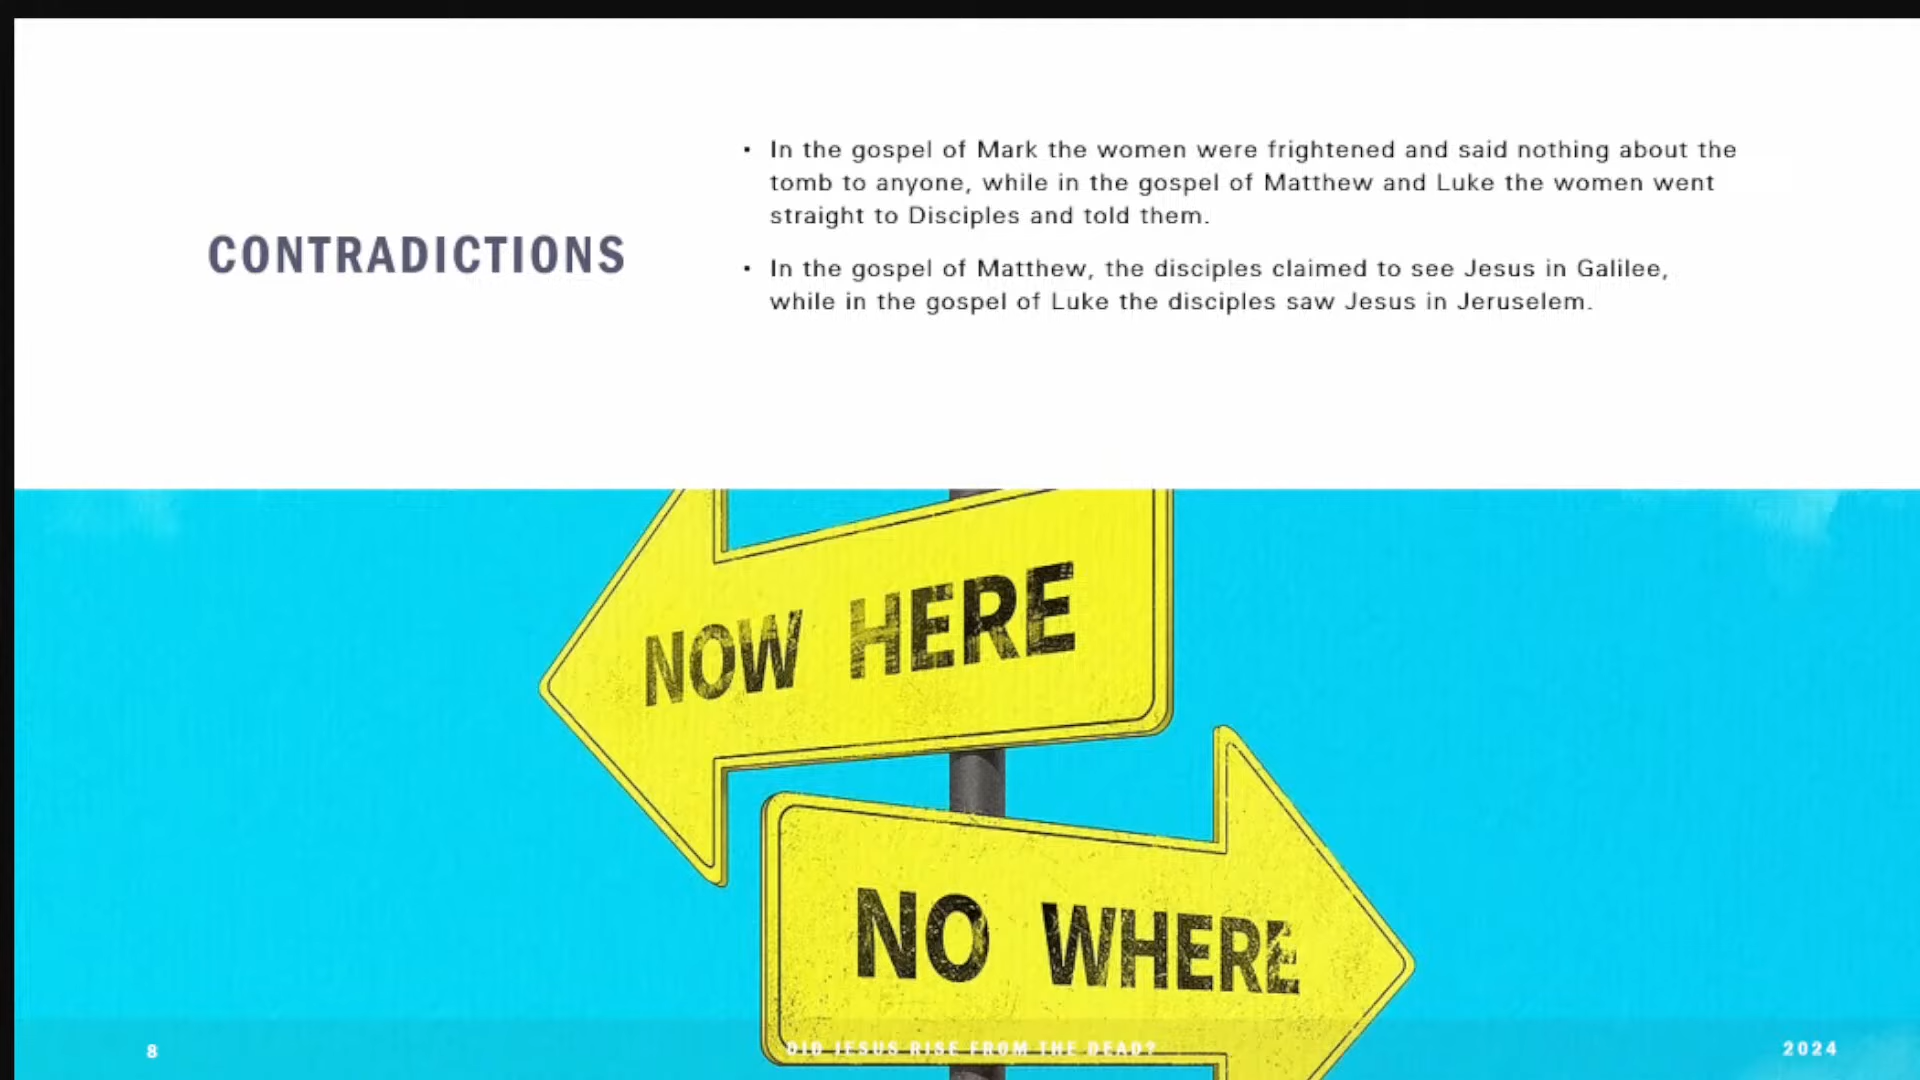 CONTRADICTIONS
• In the gospel of Mark the women were frightened and said nothing about the
tomb to anyone, while in the gospel of Matthew and Luke the women went
straight to Disciples and told them.
• In the gospel of Matthew, the disciples claimed to see Jesus in Galilee,
while in the gospel of Luke the disciples saw Jesus in Jeruselem.
NOW HERE
NO WHERE
8
DID JESUS RISE FROM THE DEAD?
2024